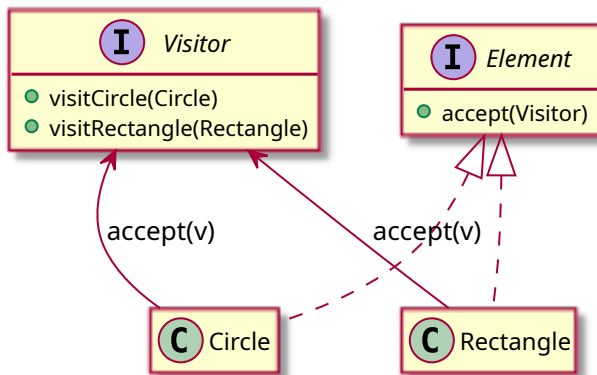 I Visitor
visitCircle(Circle)
visitRectangle(Rectangle)
I Element
accept(Visitor)
accept(v)
accept(v)
C Circle
C Rectangle